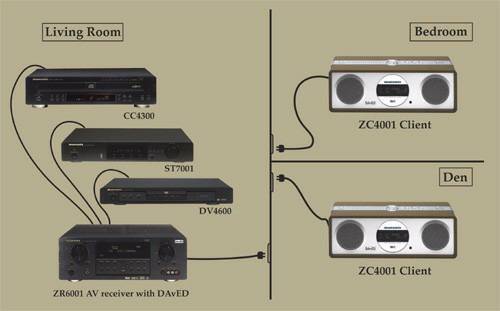 Living Room
Bedroom
CC4300
ZC4001 Client
ST7001
DV4600
Den
ZR6001 AV receiver with DAvED
ZC4001 Client